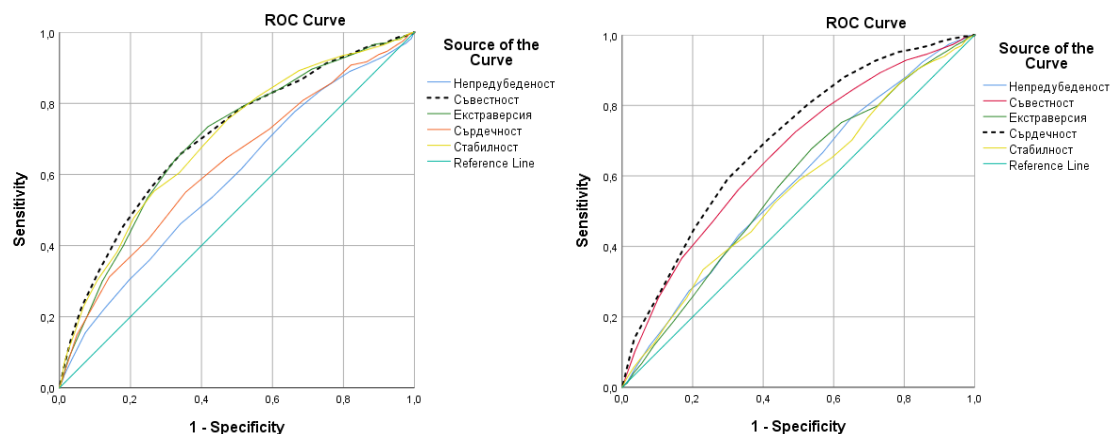 ROC Curve
1,0
0,8
0,6
0,4
0,2
0,0
Sensitivity
0,0 0,2 0,4 0,6 0,8 1,0
1 - Specificity
Source of the
Curve
Непредубеденост
Съвестност
Екстраверсия
Сърдечност
Стабилност
Reference Line
ROC Curve
1,0
0,8
0,6
0,4
0,2
0,0
Sensitivity
0,0 0,2 0,4 0,6 0,8 1,0
1 - Specificity
Source of the
Curve
Непредубеденост
Съвестност
Екстраверсия
Сърдечност
Стабилност
Reference Line